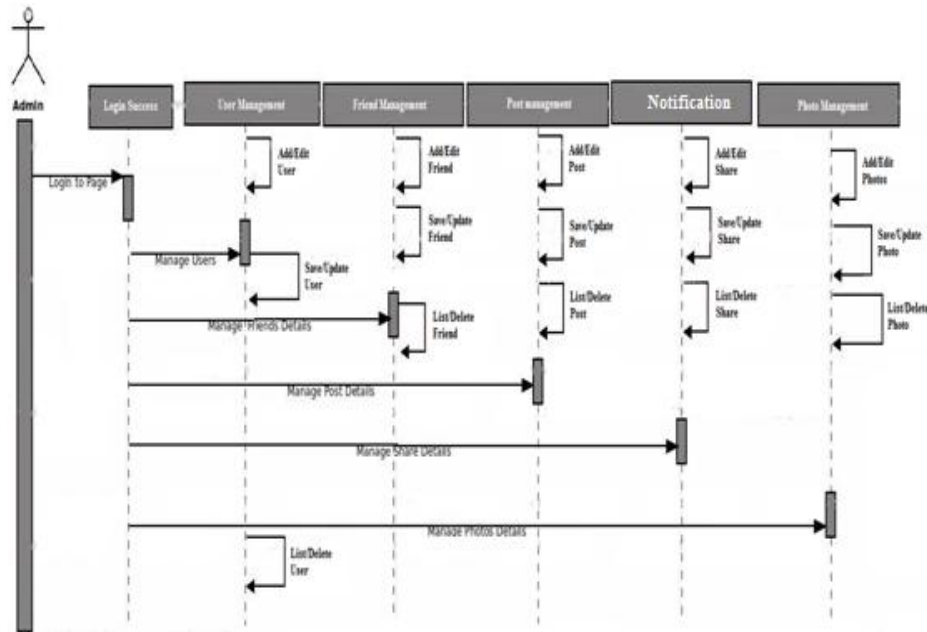 Admin
Login Success
User Management
Friend Management
Post management
Notification
Photo Management
Add/Edit
User
Add/Edit
Friend
Add/Edit
Post
Add/Edit
Share
Add/Edit
Photos
Login to Page
Save/Update
Friend
Save/Update
Post
Save/Update
Share
Save/Update
Photo
Manage Users
Save/Update
User
List/Delete
Friend
List/Delete
Post
List/Delete
Share
List/Delete
Photo
Manage Friends Details
Manage Post Details
Manage Share Details
Manage Photos Details
List/Delete
User